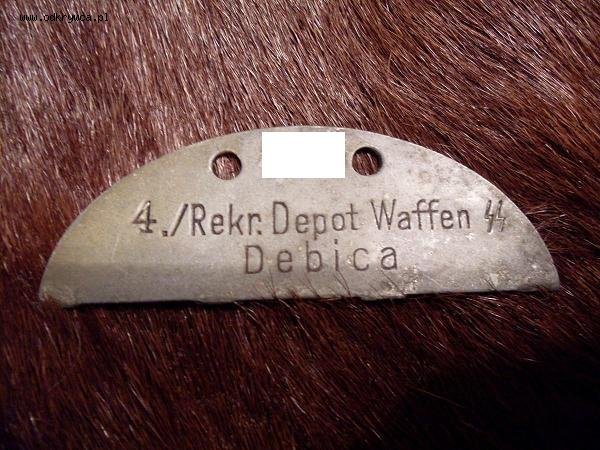 www.odkrywca.pl
4./Rekr. Depot Waffen ᛋᛋ
Debica